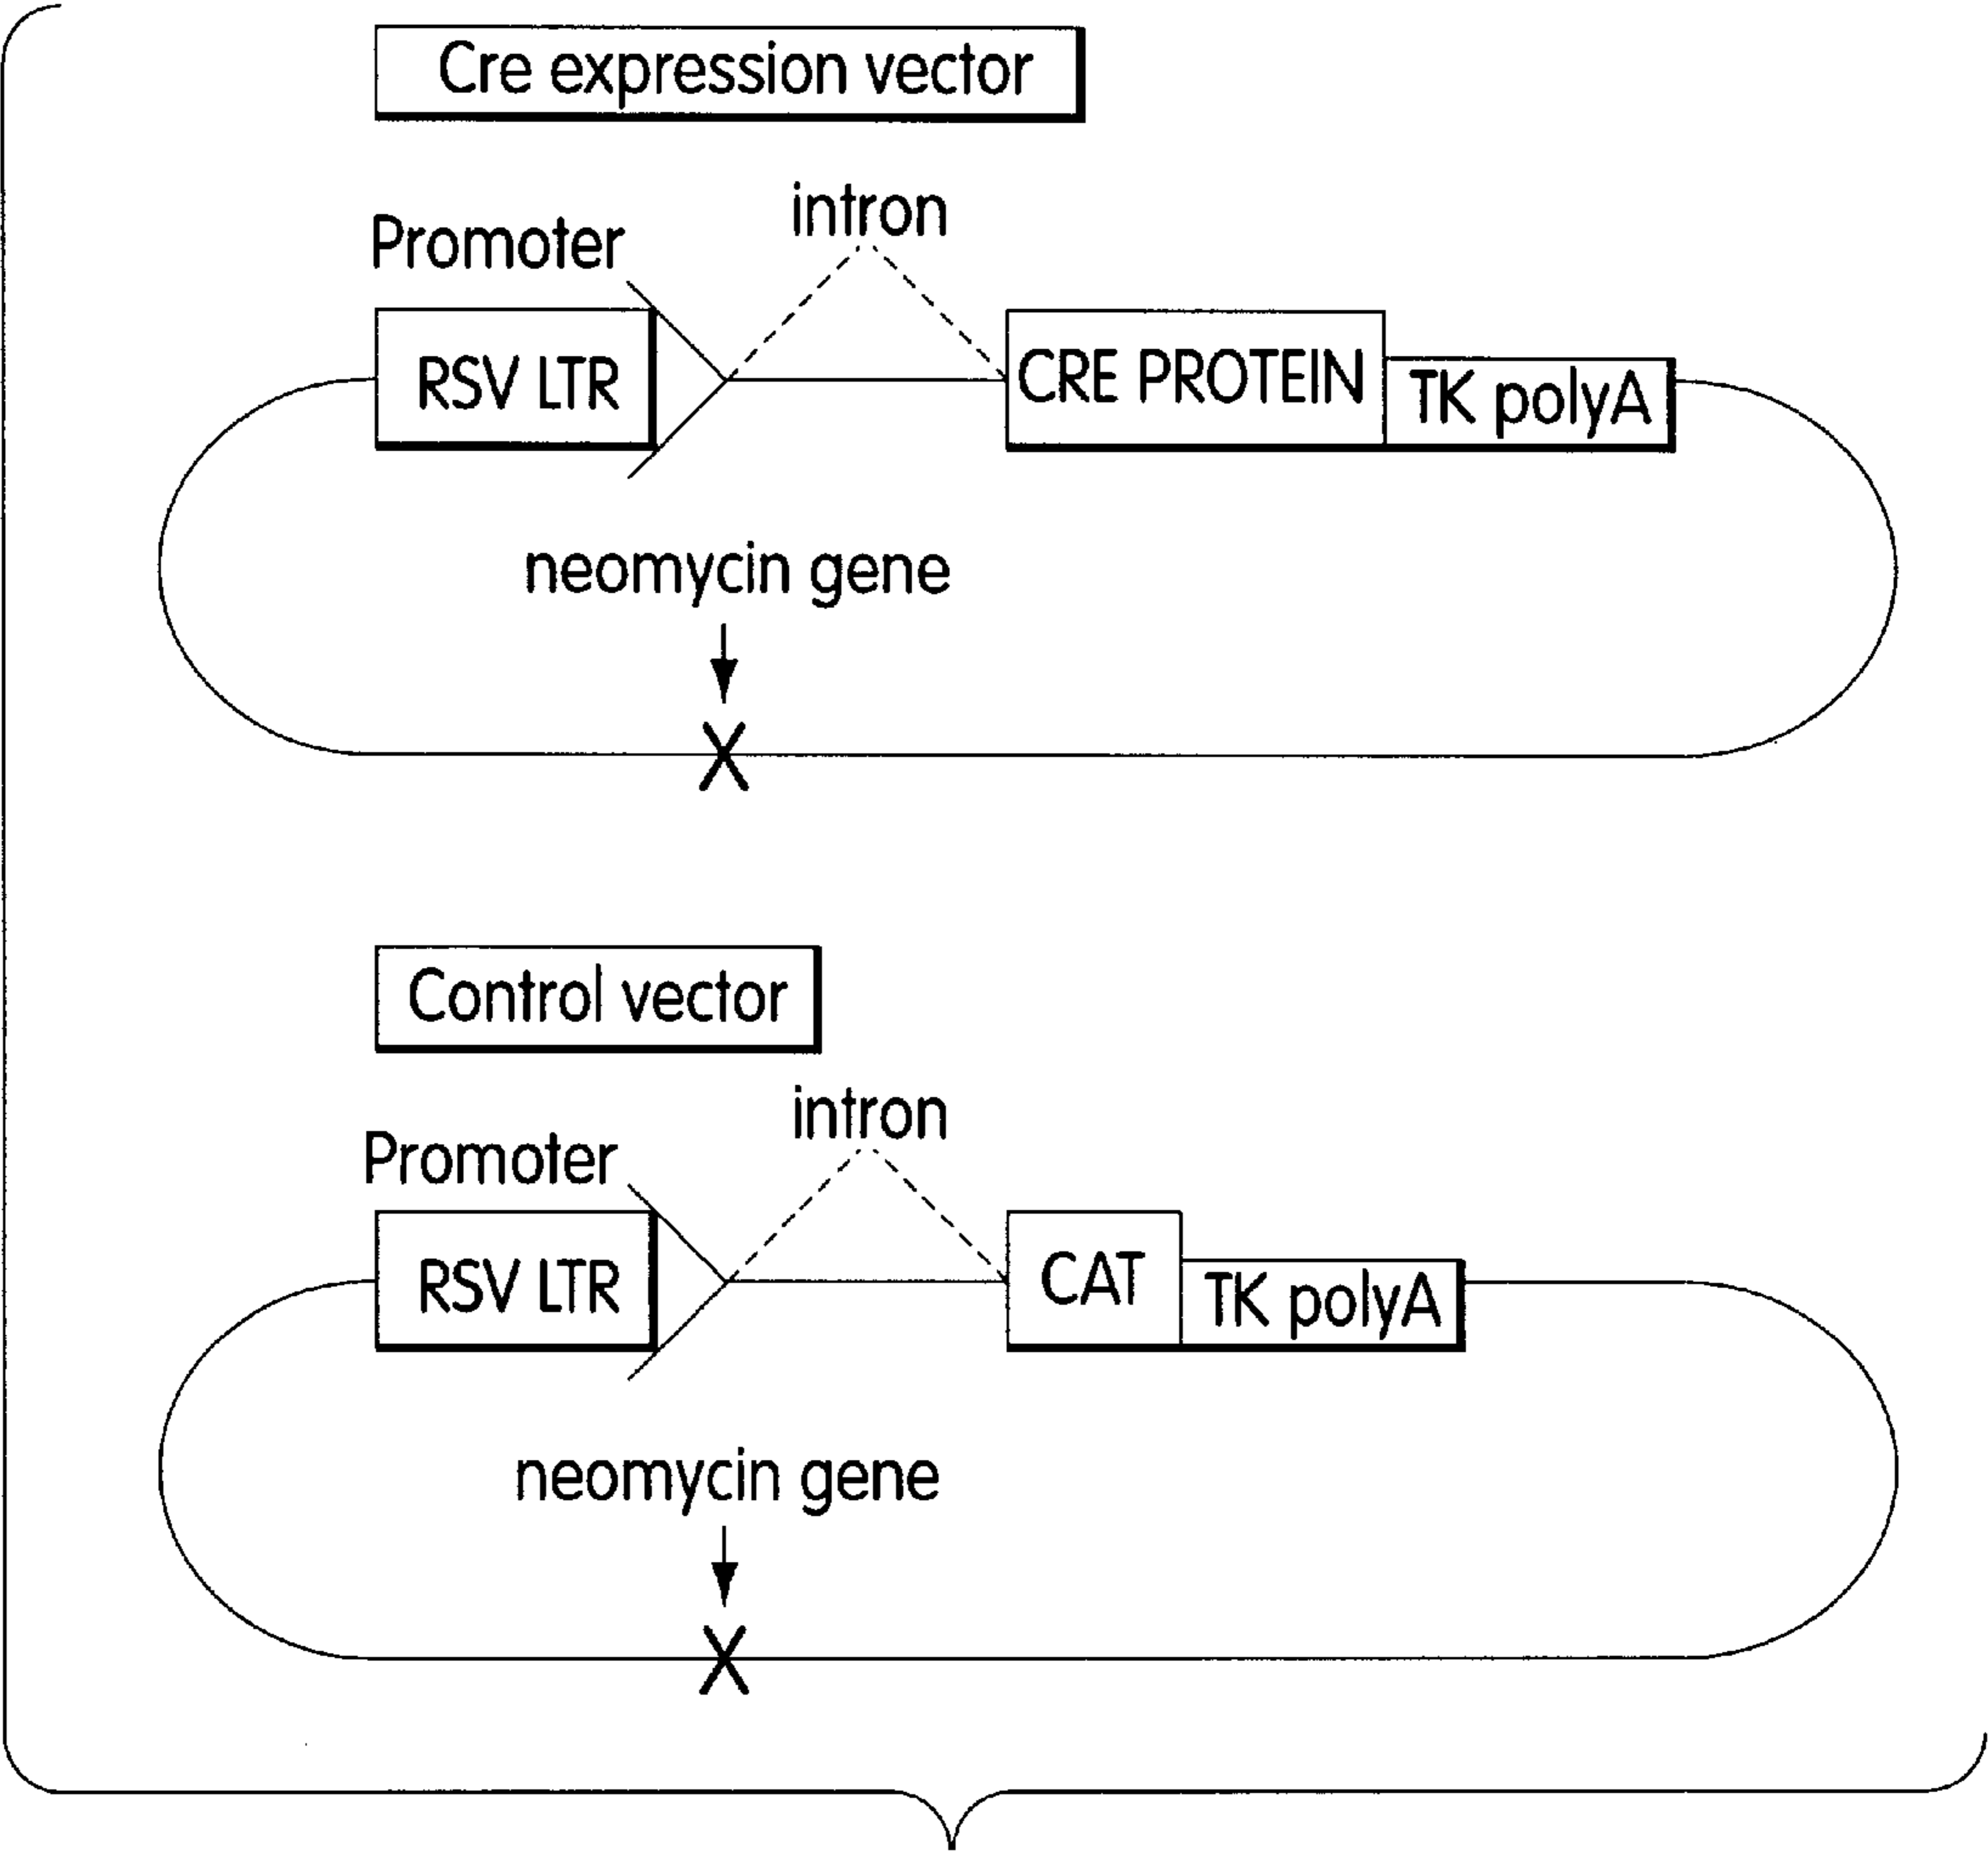 Cre expression vector
intron
Promoter
RSV LTR
CRE PROTEIN
TK polyA
neomycin gene
X
Control vector
intron
Promoter
RSV LTR
CAT
TK polyA
neomycin gene
X